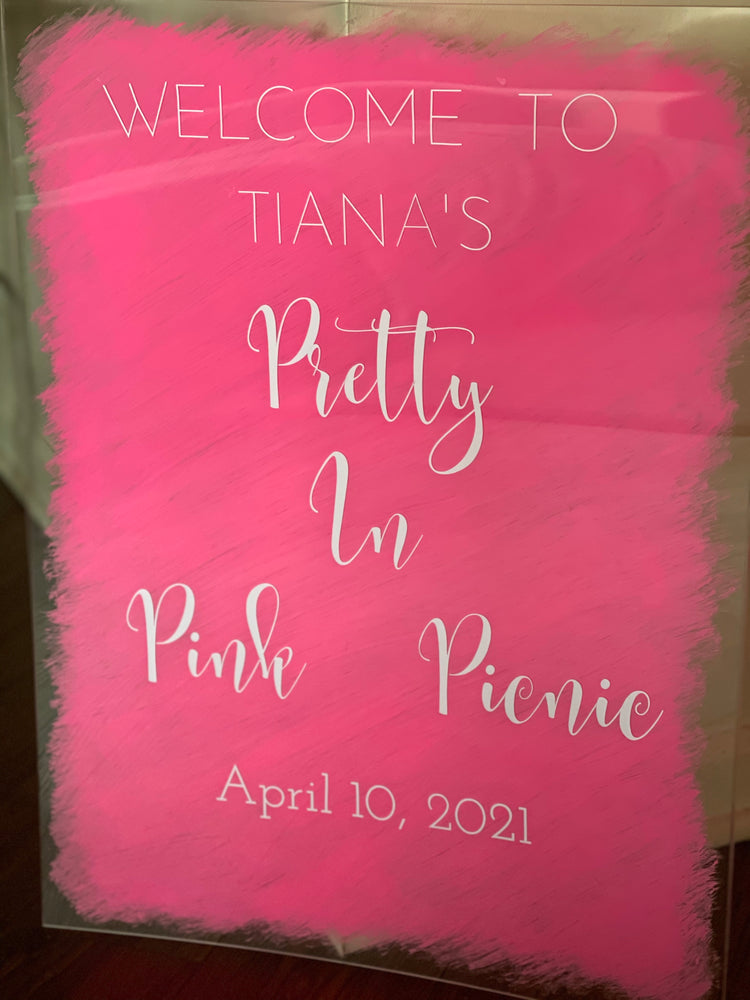 WELCOME TO
TIANA'S
Pretty
In
Pink Picnic
April 10, 2021